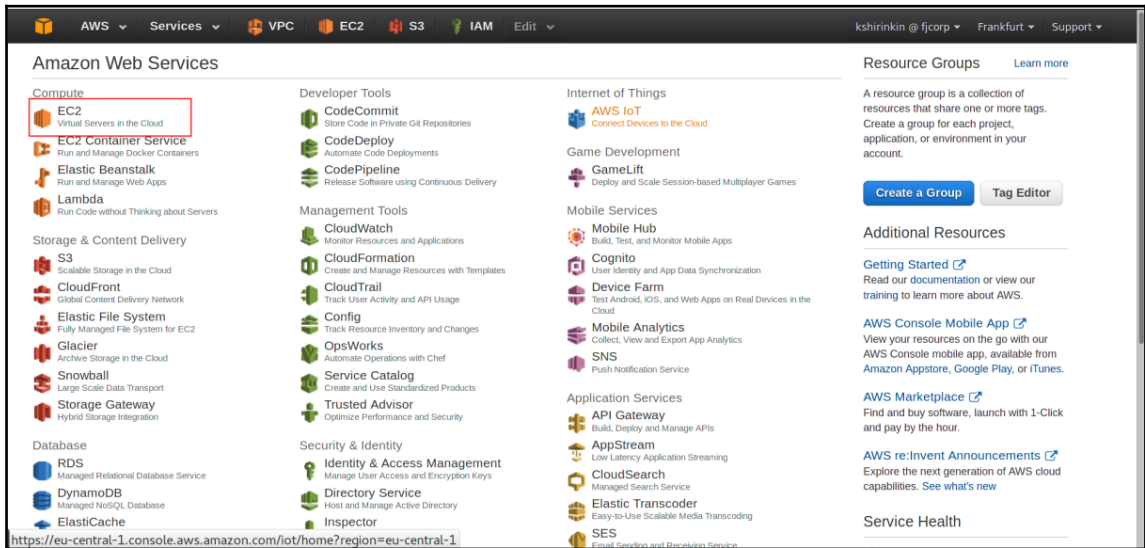 AWS Services VPC EC2 S3 IAM Edit kshirinkin @ fjcorp Frankfurt Support
Amazon Web Services
Compute
EC2
Virtual Servers in the Cloud
EC2 Container Service
Run and Manage Docker Containers
Elastic Beanstalk
Run and Manage Web Apps
Lambda
Run Code without Thinking about Servers
Storage & Content Delivery
S3
Scalable Storage in the Cloud
CloudFront
Global Content Delivery Network
Elastic File System
Fully Managed File System for EC2
Glacier
Archive Storage in the Cloud
Snowball
Large Scale Data Transport
Storage Gateway
Hybrid Storage Integration
Database
RDS
Managed Relational Database Service
DynamoDB
Managed NoSQL Database
ElastiCache
Developer Tools
CodeCommit
Store Code in Private Git Repositories
CodeDeploy
Automate Code Deployments
CodePipeline
Release Software using Continuous Delivery
Management Tools
CloudWatch
Monitor Resources and Applications
CloudFormation
Create and Manage Resources with Templates
CloudTrail
Track User Activity and API Usage
Config
Track Resource Inventory and Changes
OpsWorks
Automate Operations with Chef
Service Catalog
Create and Use Standardized Products
Trusted Advisor
Optimize Performance and Security
Security & Identity
Identity & Access Management
Manage User Access and Encryption Keys
Directory Service
Host and Manage Active Directory
Inspector
Internet of Things
AWS IoT
Connect Devices to the Cloud
Game Development
GameLift
Deploy and Scale Session-based Multiplayer Games
Mobile Services
Mobile Hub
Build, Test, and Monitor Mobile Apps
Cognito
User Identity and App Data Synchronization
Device Farm
Test Android, iOS, and Web Apps on Real Devices in the
Cloud
Mobile Analytics
Collect, View and Export App Analytics
SNS
Push Notification Service
Application Services
API Gateway
Build, Deploy and Manage APIs
AppStream
Low Latency Application Streaming
CloudSearch
Managed Search Service
Elastic Transcoder
Easy-to-Use Scalable Media Transcoding
SES
Email Sending and Receiving Service
Resource Groups Learn more
A resource group is a collection of
resources that share one or more tags.
Create a group for each project,
application, or environment in your
account.
Create a Group Tag Editor
Additional Resources
Getting Started
Read our documentation or view our
training to learn more about AWS.
AWS Console Mobile App
View your resources on the go with our
AWS Console mobile app, available from
Amazon Appstore, Google Play, or iTunes.
AWS Marketplace
Find and buy software, launch with 1-Click
and pay by the hour.
AWS re:Invent Announcements
Explore the next generation of AWS cloud
capabilities. See what's new
Service Health
https://eu-central-1.console.aws.amazon.com/iot/home?region=eu-central-1